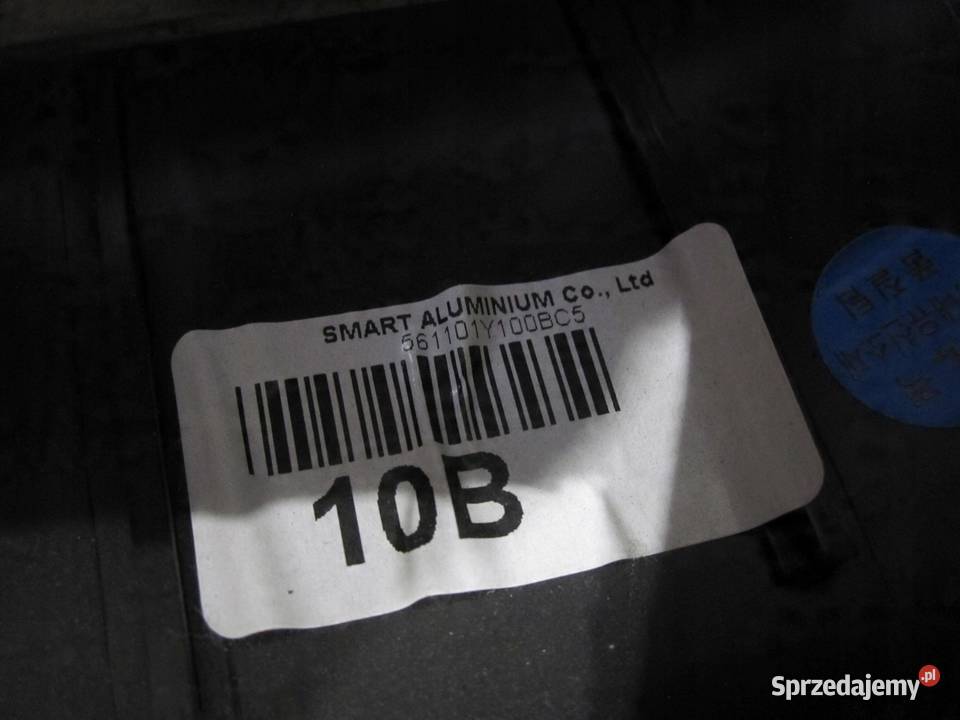 SMART ALUMINIUM Co., Ltd
561101Y100BC5
10B
Sprzedajemy.pl